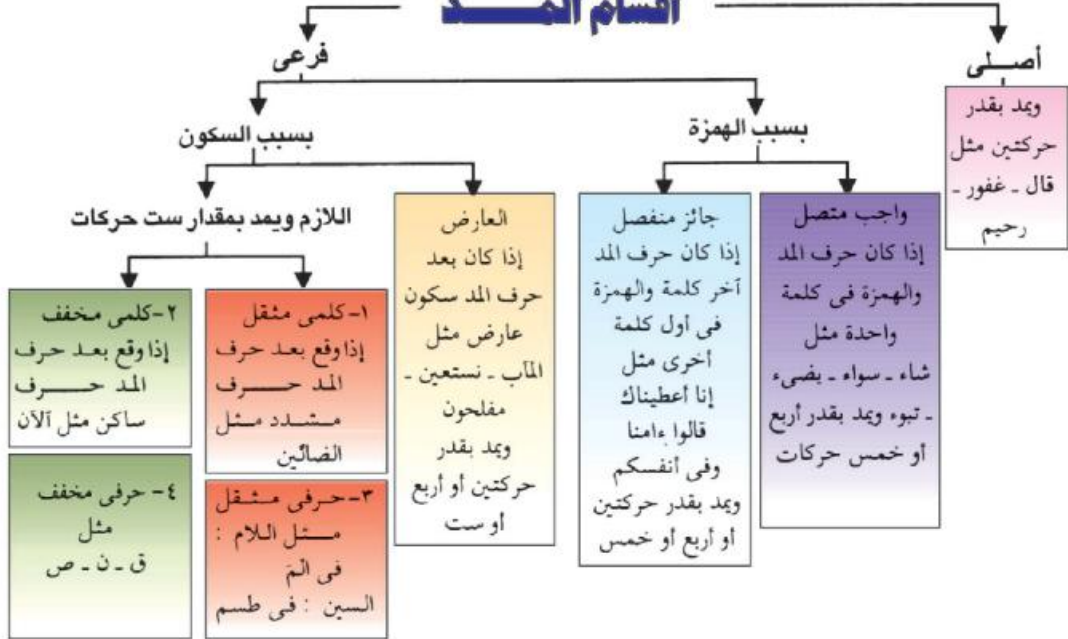 أقسام المد
أصلى
ويمد بقدر
حركتين مثل
قال ـ غفور ـ
رحيم
فرعى
بسبب الهمزة
واجب متصل
إذا كان حرف المد
والهمزة فى كلمة
واحدة مثل
شاء ـ سواء ـ يضىء
ـ تبوء ويمد بقدر أربع
أو خمس حركات
جائز منفصل
إذا كان حرف المد
آخر كلمة والهمزة
فى أول كلمة
أخرى مثل
إنا أعطيناك
قالوا ءامنا
وفى أنفسكم
ويمد بقدر حركتين
أو أربع أو خمس
بسبب السكون
العارض
إذا كان بعد
حرف المد سكون
عارض مثل
المآب ـ نستعين ـ
مفلحون
ويمد بقدر
حركتين أو أربع
أو ست
اللازم ويمد بمقدار ست حركات
١- كلمى مثقل
إذا وقع بعد حرف
المد حرف
مشدد مثل
الضالين
٢- كلمى مخفف
إذا وقع بعد حرف
المد حرف
ساكن مثل آلآن
٣- حرفى مثقل
مثل اللام :
فى الم
السين : فى طسم
٤- حرفى مخفف
مثل
ق ـ ن ـ ص